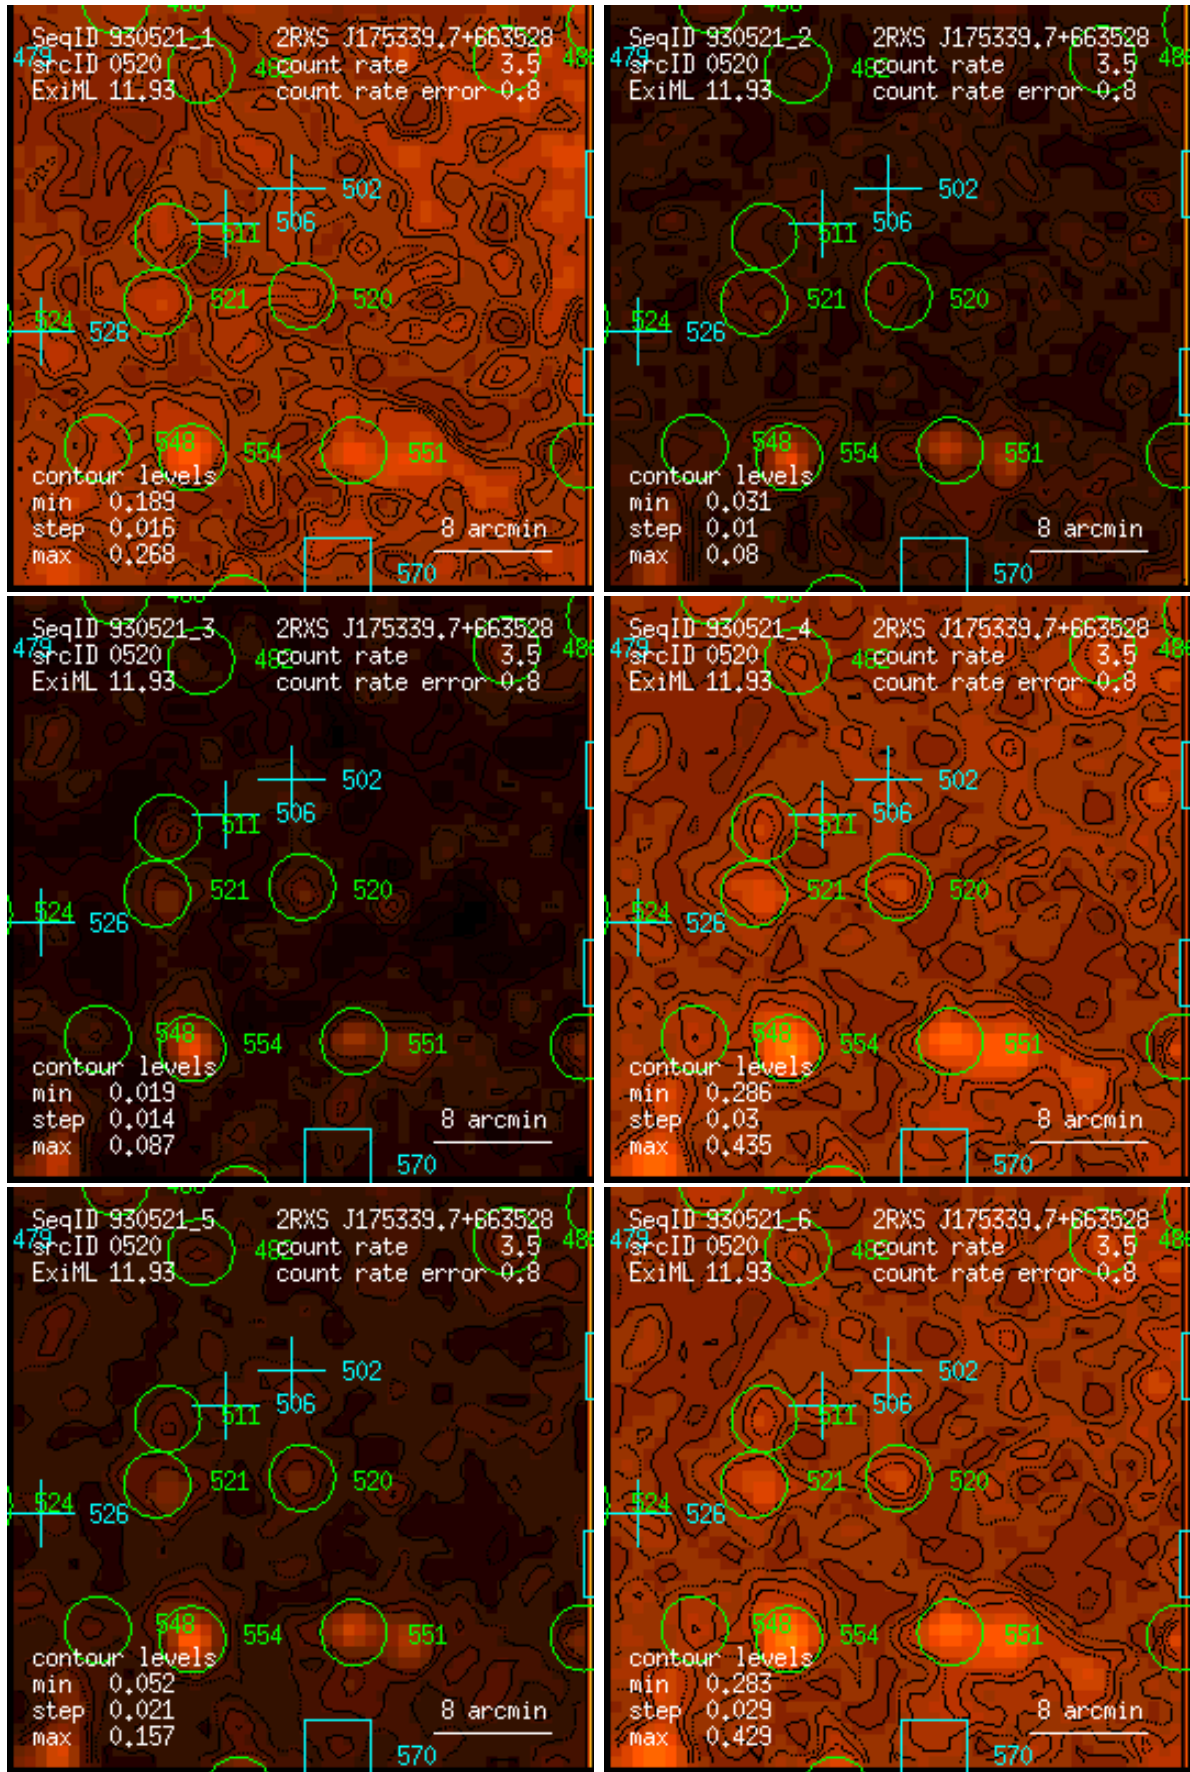 SeqID 930521_1 2RXS J175339.7+663528
479 srcID 0520 482 count rate 3.5 486
ExiML 11.93 count rate error 0.8
502
511 506
521 520
524 526
548 554 551
contour levels
min 0.189
step 0.016 8 arcmin
max 0.268
570
SeqID 930521_2 2RXS J175339.7+663528
479 srcID 0520 482 count rate 3.5 486
ExiML 11.93 count rate error 0.8
502
511 506
521 520
524 526
548 554 551
contour levels
min 0.031
step 0.01 8 arcmin
max 0.08
570
SeqID 930521_3 2RXS J175339.7+663528
479 srcID 0520 482 count rate 3.5 486
ExiML 11.93 count rate error 0.8
502
511 506
521 520
524 526
548 554 551
contour levels
min 0.019
step 0.014 8 arcmin
max 0.087
570
SeqID 930521_4 2RXS J175339.7+663528
479 srcID 0520 482 count rate 3.5 486
ExiML 11.93 count rate error 0.8
502
511 506
521 520
524 526
548 554 551
contour levels
min 0.286
step 0.03 8 arcmin
max 0.435
570
SeqID 930521_5 2RXS J175339.7+663528
479 srcID 0520 482 count rate 3.5 486
ExiML 11.93 count rate error 0.8
502
511 506
521 520
524 526
548 554 551
contour levels
min 0.052
step 0.021 8 arcmin
max 0.157
570
SeqID 930521_6 2RXS J175339.7+663528
479 srcID 0520 482 count rate 3.5 486
ExiML 11.93 count rate error 0.8
502
511 506
521 520
524 526
548 554 551
contour levels
min 0.283
step 0.029 8 arcmin
max 0.429
570